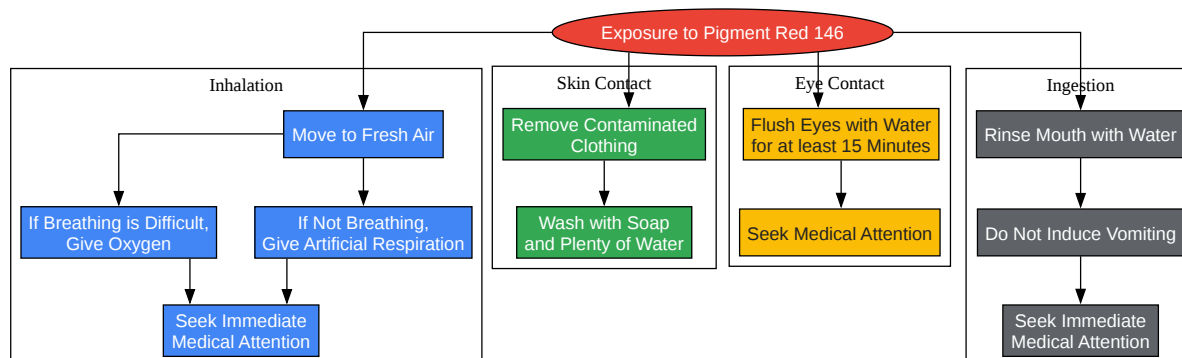 Exposure to Pigment Red 146
Inhalation
Move to Fresh Air
If Breathing is Difficult,
Give Oxygen
If Not Breathing,
Give Artificial Respiration
Seek Immediate
Medical Attention
Skin Contact
Remove Contaminated
Clothing
Wash with Soap
and Plenty of Water
Eye Contact
Flush Eyes with Water
for at least 15 Minutes
Seek Medical Attention
Ingestion
Rinse Mouth with Water
Do Not Induce Vomiting
Seek Immediate
Medical Attention